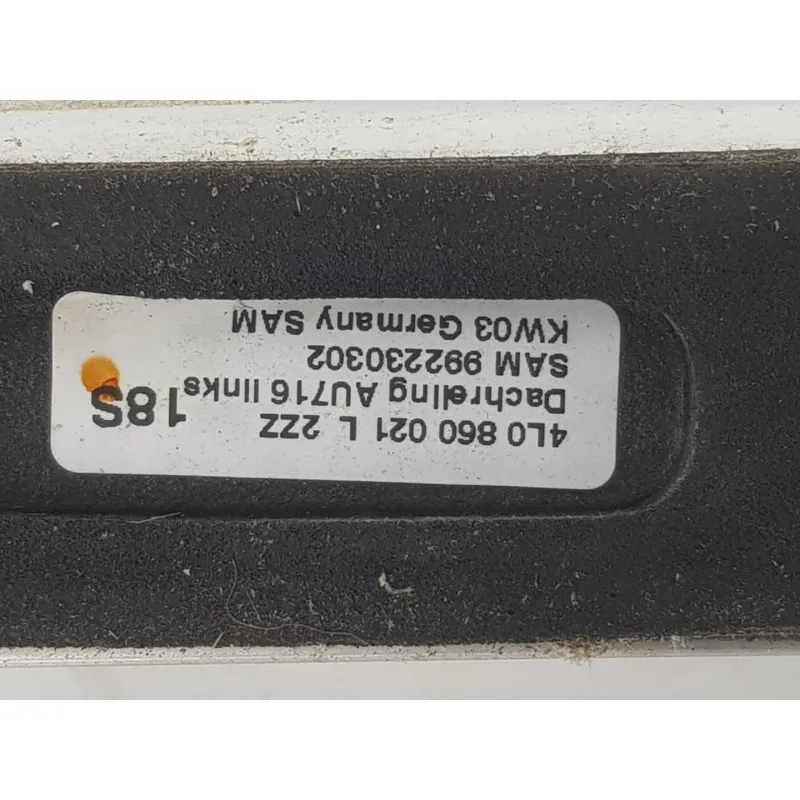 4L0 860 021 L 2ZZ
Dachreling AU716 links
SAM 992230302
KW03 Germany SAM
18S